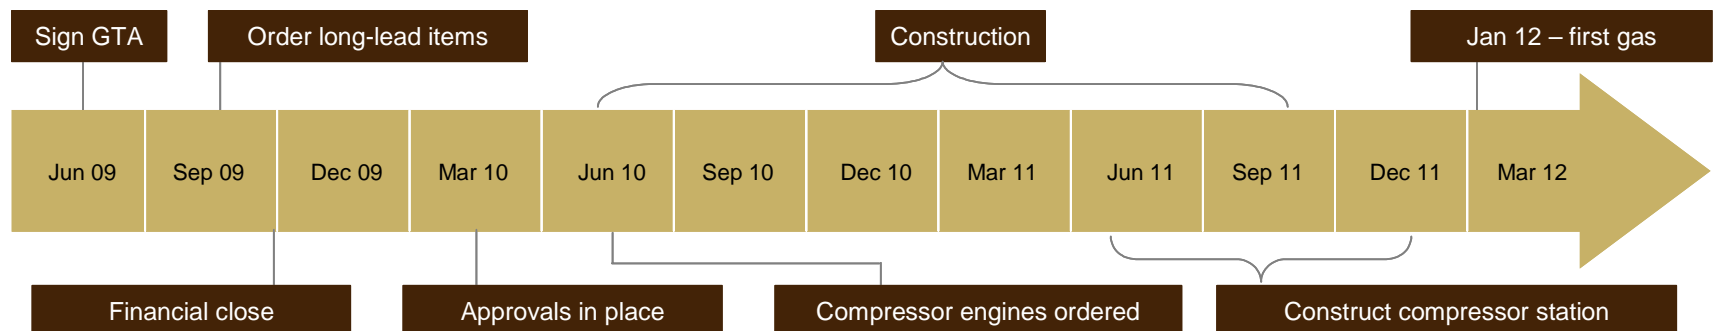 Sign GTA
Order long-lead items
Construction
Jan 12 – first gas
Jun 09
Sep 09
Dec 09
Mar 10
Jun 10
Sep 10
Dec 10
Mar 11
Jun 11
Sep 11
Dec 11
Mar 12
Financial close
Approvals in place
Compressor engines ordered
Construct compressor station